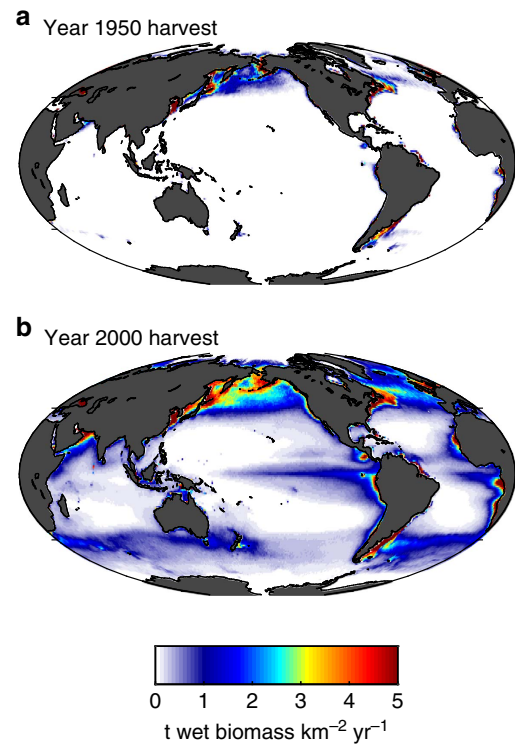 a
Year 1950 harvest
b
Year 2000 harvest
0 1 2 3 4 5
t wet biomass km⁻² yr⁻¹